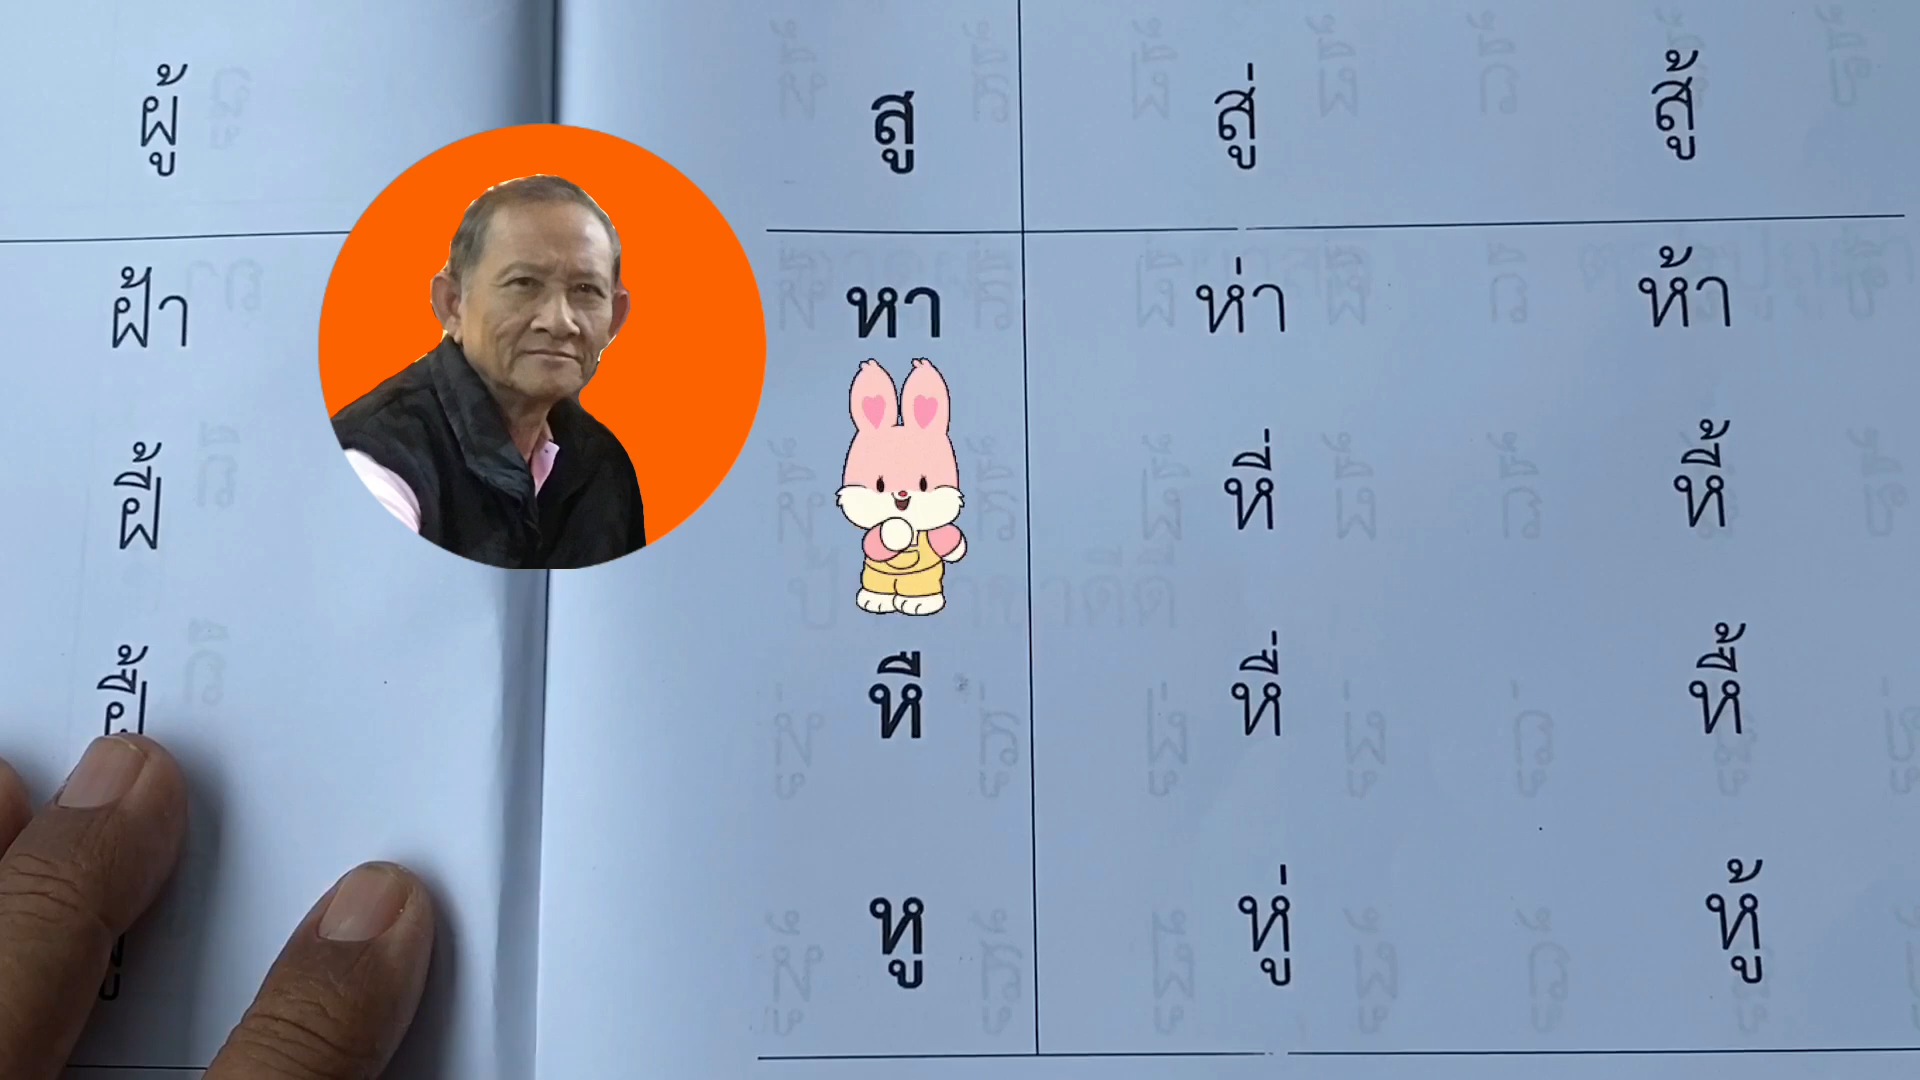 ผู้
ฝ้า
ฝี้
ฝื้
สู สู่ สู้
หา ห่า ห้า
หี่ หี้
หื หื่ หื้
หู หู่ หู้